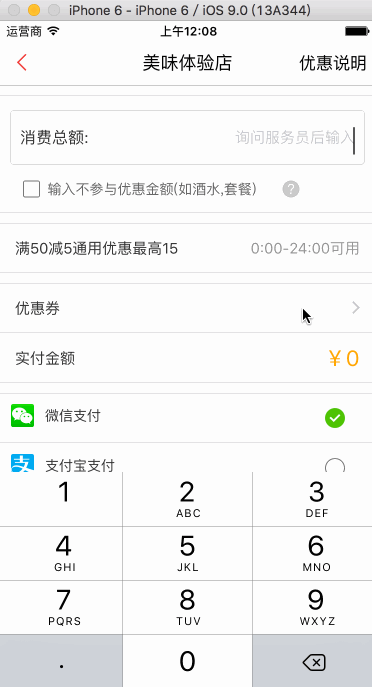 iPhone 6 - iPhone 6 / iOS 9.0 (13A344)
运营商 上午12:08
美味体验店 优惠说明
消费总额: 询问服务员后输入
输入不参与优惠金额(如酒水,套餐) ?
满50减5通用优惠最高15 0:00-24:00可用
优惠券
实付金额 ¥0
微信支付
支 支付宝支付
1 2 3
ABC DEF
4 5 6
GHI JKL MNO
7 8 9
PQRS TUV WXYZ
. 0